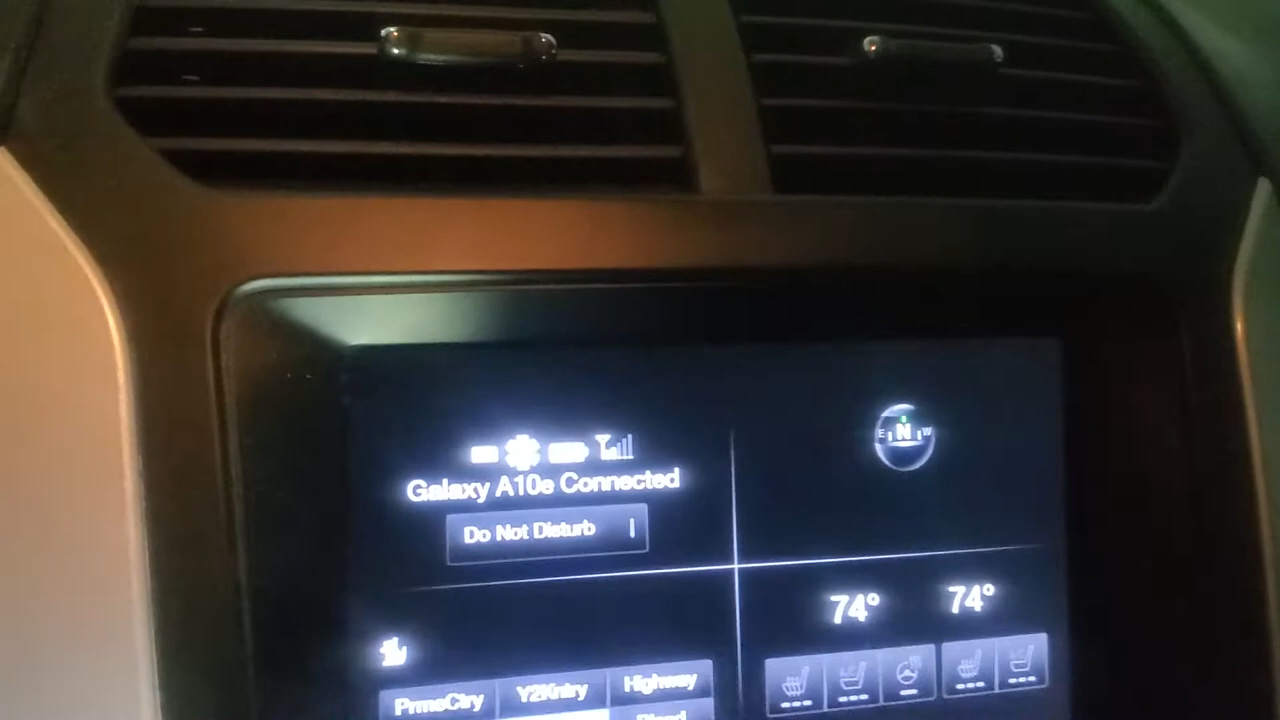 E N W
Galaxy A10e Connected
Do Not Disturb
74° 74°
PrmeCtry Y2Kntry Highway